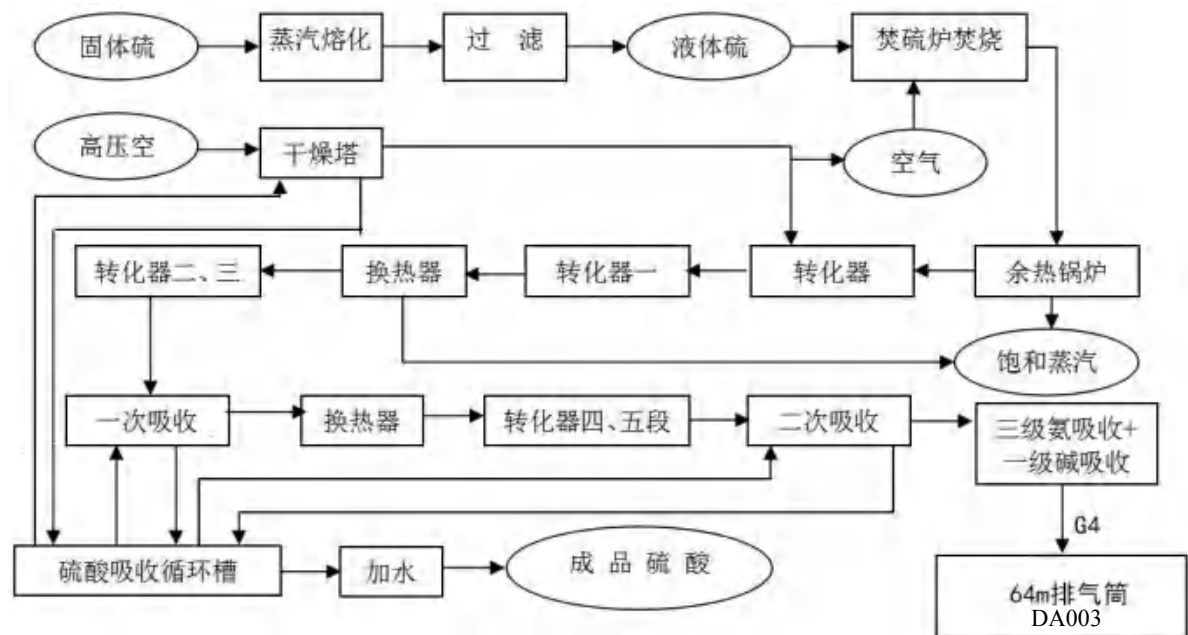 固体硫
蒸汽熔化
过 滤
液体硫
焚硫炉焚烧
高压空
干燥塔
空气
转化器二、三
换热器
转化器一
转化器
余热锅炉
饱和蒸汽
一次吸收
换热器
转化器四、五段
二次吸收
三级氨吸收+
一级碱吸收
G4
硫酸吸收循环槽
加水
成 品 硫 酸
64m排气筒
DA003